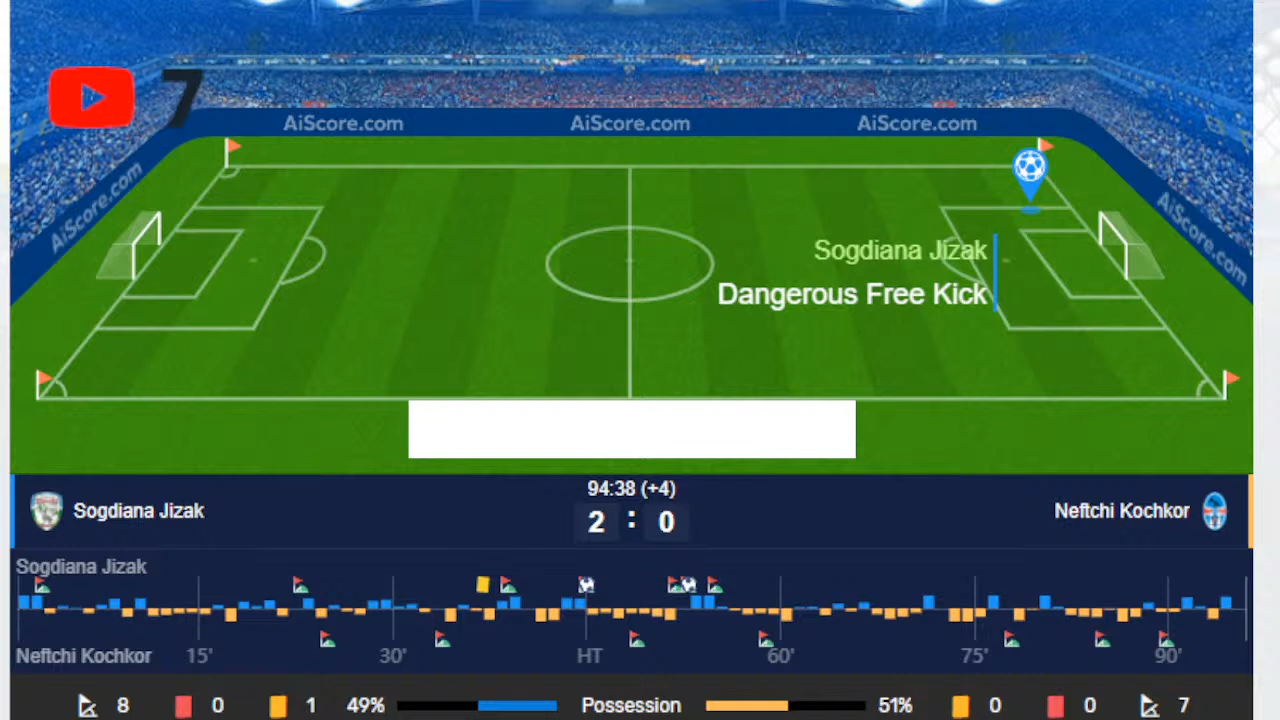 7
AiScore.com AiScore.com AiScore.com
AiScore.com
AiScore.com
Sogdiana Jizak
Dangerous Free Kick
94:38 (+4)
Sogdiana Jizak
2 : 0
Neftchi Kochkor
Sogdiana Jizak
Neftchi Kochkor 15' 30' HT 60' 75' 90'
8 0 1 49% Possession 51% 0 0 7